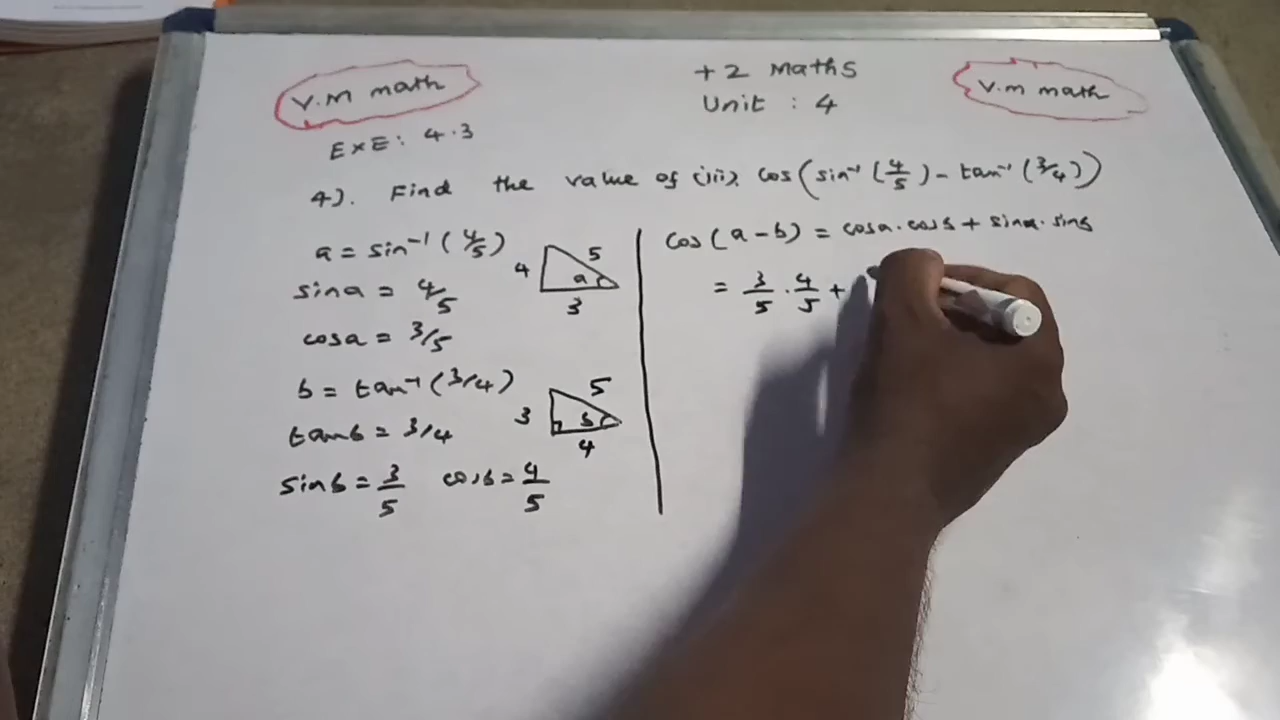 V.M math
+2 Maths
V.m math
Unit : 4
EXE: 4.3
4). Find the value of (iii) cos(sin⁻¹(4/5) - tan⁻¹(3/4))
a = sin⁻¹(4/5)
sina = 4/5
cosa = 3/5
4 5 a 3
b = tan⁻¹(3/4)
tanb = 3/4
sinb = 3/5 cosb = 4/5
3 5 b 4
cos(a-b) = cosa.cosb + sina.sinb
= 3/5 . 4/5 +